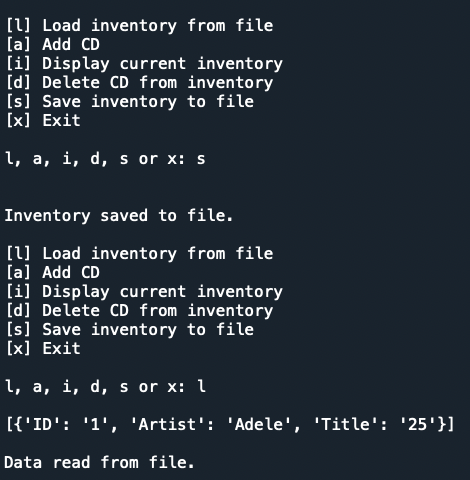 [l] Load inventory from file
[a] Add CD
[i] Display current inventory
[d] Delete CD from inventory
[s] Save inventory to file
[x] Exit
l, a, i, d, s or x: s
Inventory saved to file.
[l] Load inventory from file
[a] Add CD
[i] Display current inventory
[d] Delete CD from inventory
[s] Save inventory to file
[x] Exit
l, a, i, d, s or x: l
[{'ID': '1', 'Artist': 'Adele', 'Title': '25'}]
Data read from file.